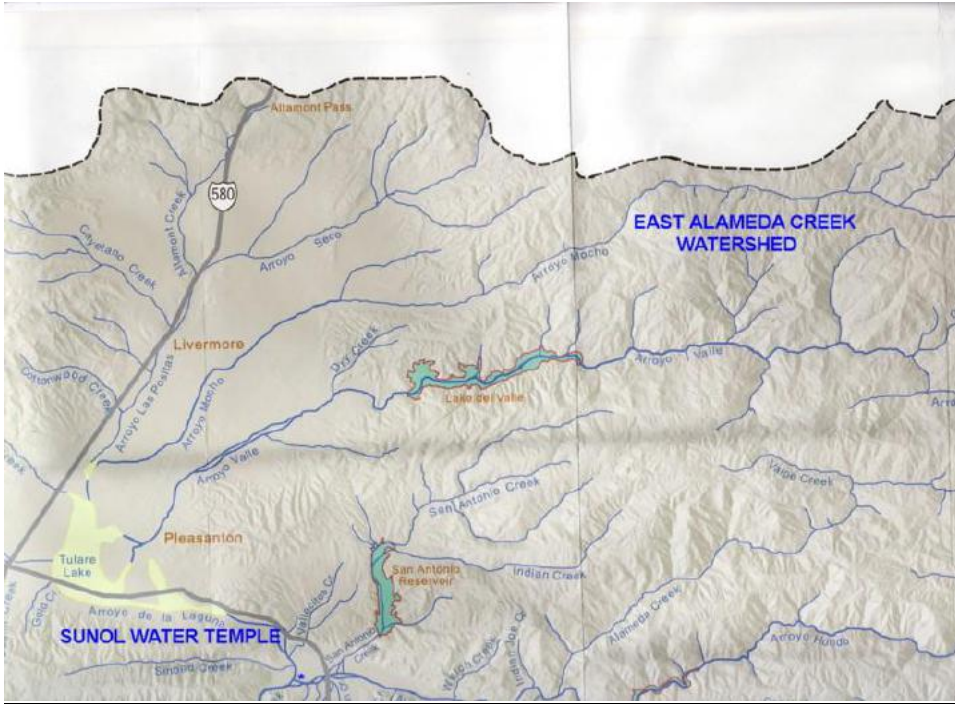 Altamont Pass
580
EAST ALAMEDA CREEK
WATERSHED
Altamont Creek
Cayetano Creek
Arroyo Seco
Arroyo Mocho
Livermore
Dry Creek
Arroyo Las Positas
Cottonwood Creek
Arroyo Mocho
Lake del Valle
Arroyo Valle
Arroyo Valle
San Antonio Creek
Valpe Creek
Creek
Pleasanton
Tulare
Lake
San Antonio
Reservoir
Indian Creek
Vallecitos Cr.
Gold Cr.
Creek
Arroyo de la Laguna
SUNOL WATER TEMPLE
San Antonio
Creek
Indian Joe Cr.
Alameda Creek
Arroyo Hondo
Sinbad Creek